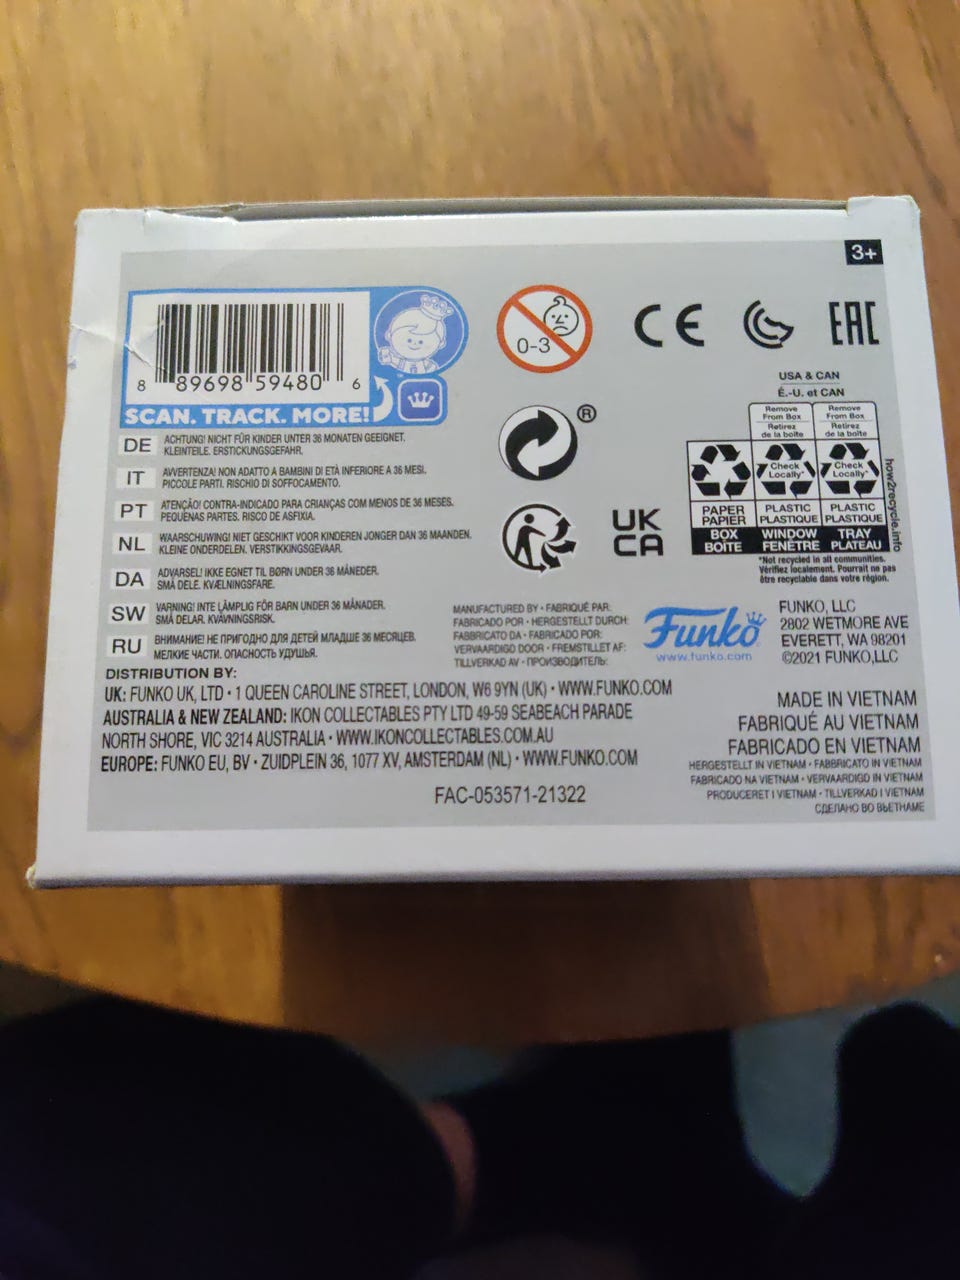 3+
8 89698 59480 6
SCAN. TRACK. MORE!
0-3
CE
EAC
DE ACHTUNG! NICHT FÜR KINDER UNTER 36 MONATEN GEEIGNET.
KLEINTEILE. ERSTICKUNGSGEFAHR.
IT AVVERTENZA! NON ADATTO A BAMBINI DI ETÀ INFERIORE A 36 MESI.
PICCOLE PARTI. RISCHIO DI SOFFOCAMENTO.
PT ATENÇÃO! CONTRA-INDICADO PARA CRIANÇAS COM MENOS DE 36 MESES.
PEQUENAS PARTES. RISCO DE ASFIXIA.
NL WAARSCHUWING! NIET GESCHIKT VOOR KINDEREN JONGER DAN 36 MAANDEN.
KLEINE ONDERDELEN. VERSTIKKINGSGEVAAR.
DA ADVARSEL! IKKE EGNET TIL BØRN UNDER 36 MÅNEDER.
SMÅ DELE. KVÆLNINGSFARE.
SW VARNING! INTE LÄMPLIG FÖR BARN UNDER 36 MÅNADER.
SMÅ DELAR. KVÄVNINGSRISK.
RU ВНИМАНИЕ! НЕ ПРИГОДНО ДЛЯ ДЕТЕЙ МЛАДШЕ 36 МЕСЯЦЕВ.
МЕЛКИЕ ЧАСТИ. ОПАСНОСТЬ УДУШЬЯ.
®
UK
CA
USA & CAN
É.-U. et CAN
Remove From Box Retirez de la boîte
Remove From Box Retirez de la boîte
Check Locally*
Check Locally*
PAPER PAPIER
PLASTIC PLASTIQUE
PLASTIC PLASTIQUE
BOX BOÎTE
WINDOW FENÊTRE
TRAY PLATEAU
how2recycle.info
*Not recycled in all communities.
Vérifiez localement. Pourrait ne pas
être recyclable dans votre région.
MANUFACTURED BY • FABRIQUÉ PAR:
FABRICADO POR • HERGESTELLT DURCH:
FABBRICATO DA • FABRICADO POR:
VERVAARDIGD DOOR • FREMSTILLET AF:
TILLVERKAD AV • ПРОИЗВОДИТЕЛЬ:
Funko
www.funko.com
FUNKO, LLC
2802 WETMORE AVE
EVERETT, WA 98201
©2021 FUNKO,LLC
DISTRIBUTION BY:
UK: FUNKO UK, LTD • 1 QUEEN CAROLINE STREET, LONDON, W6 9YN (UK) • WWW.FUNKO.COM
AUSTRALIA & NEW ZEALAND: IKON COLLECTABLES PTY LTD 49-59 SEABEACH PARADE
NORTH SHORE, VIC 3214 AUSTRALIA • WWW.IKONCOLLECTABLES.COM.AU
EUROPE: FUNKO EU, BV • ZUIDPLEIN 36, 1077 XV, AMSTERDAM (NL) • WWW.FUNKO.COM
FAC-053571-21322
MADE IN VIETNAM
FABRIQUÉ AU VIETNAM
FABRICADO EN VIETNAM
HERGESTELLT IN VIETNAM • FABBRICATO IN VIETNAM
FABRICADO NA VIETNAM • VERVAARDIGD IN VIETNAM
PRODUCERET I VIETNAM • TILLVERKAD I VIETNAM
СДЕЛАНО ВО ВЬЕТНАМЕ